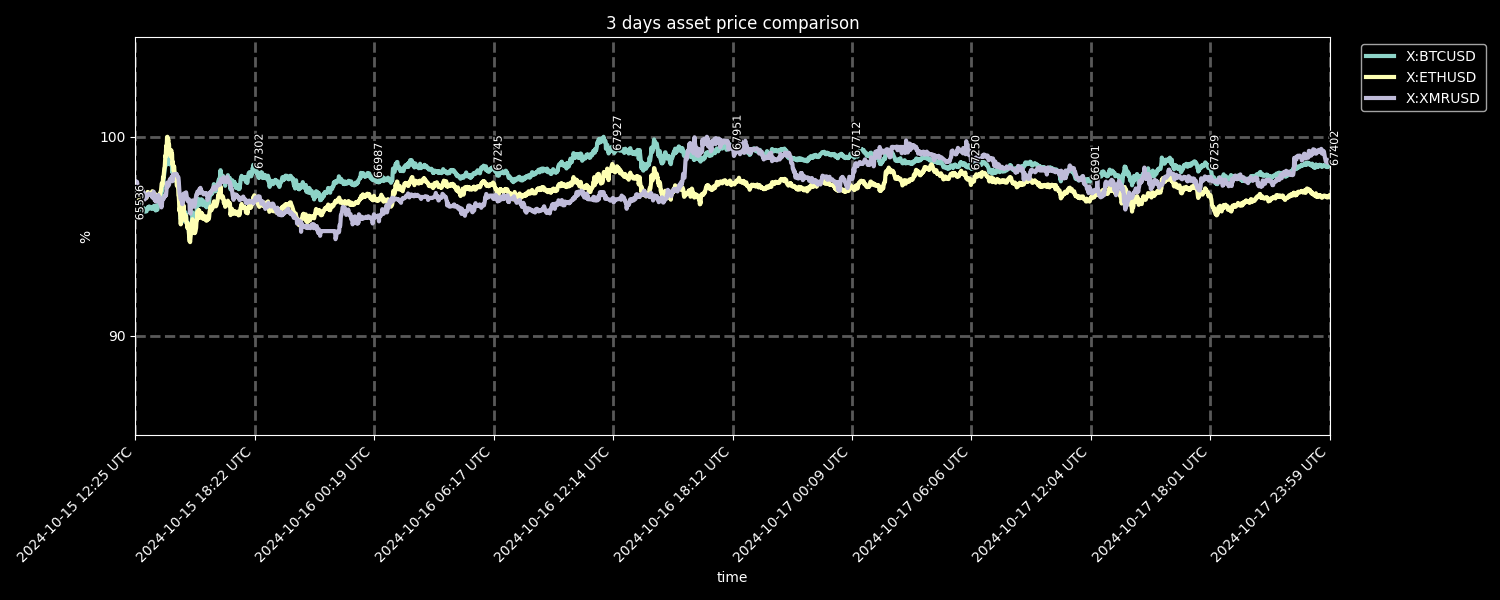 3 days asset price comparison
X:BTCUSD
X:ETHUSD
X:XMRUSD
100
90
%
67302
66987
67245
67927
67951
67712
67250
66901
67259
67402
2024-10-15 12:25 UTC
2024-10-15 18:22 UTC
2024-10-16 00:19 UTC
2024-10-16 06:17 UTC
2024-10-16 12:14 UTC
2024-10-16 18:12 UTC
2024-10-17 00:09 UTC
2024-10-17 06:06 UTC
2024-10-17 12:04 UTC
2024-10-17 18:01 UTC
2024-10-17 23:59 UTC
time